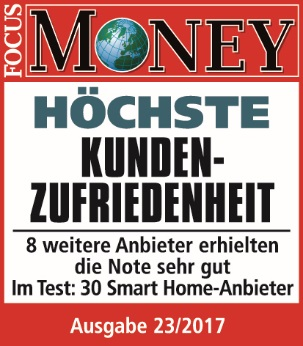 FOCUS
MONEY
HÖCHSTE
KUNDEN-
ZUFRIEDENHEIT
8 weitere Anbieter erhielten
die Note sehr gut
Im Test: 30 Smart Home-Anbieter
Ausgabe 23/2017